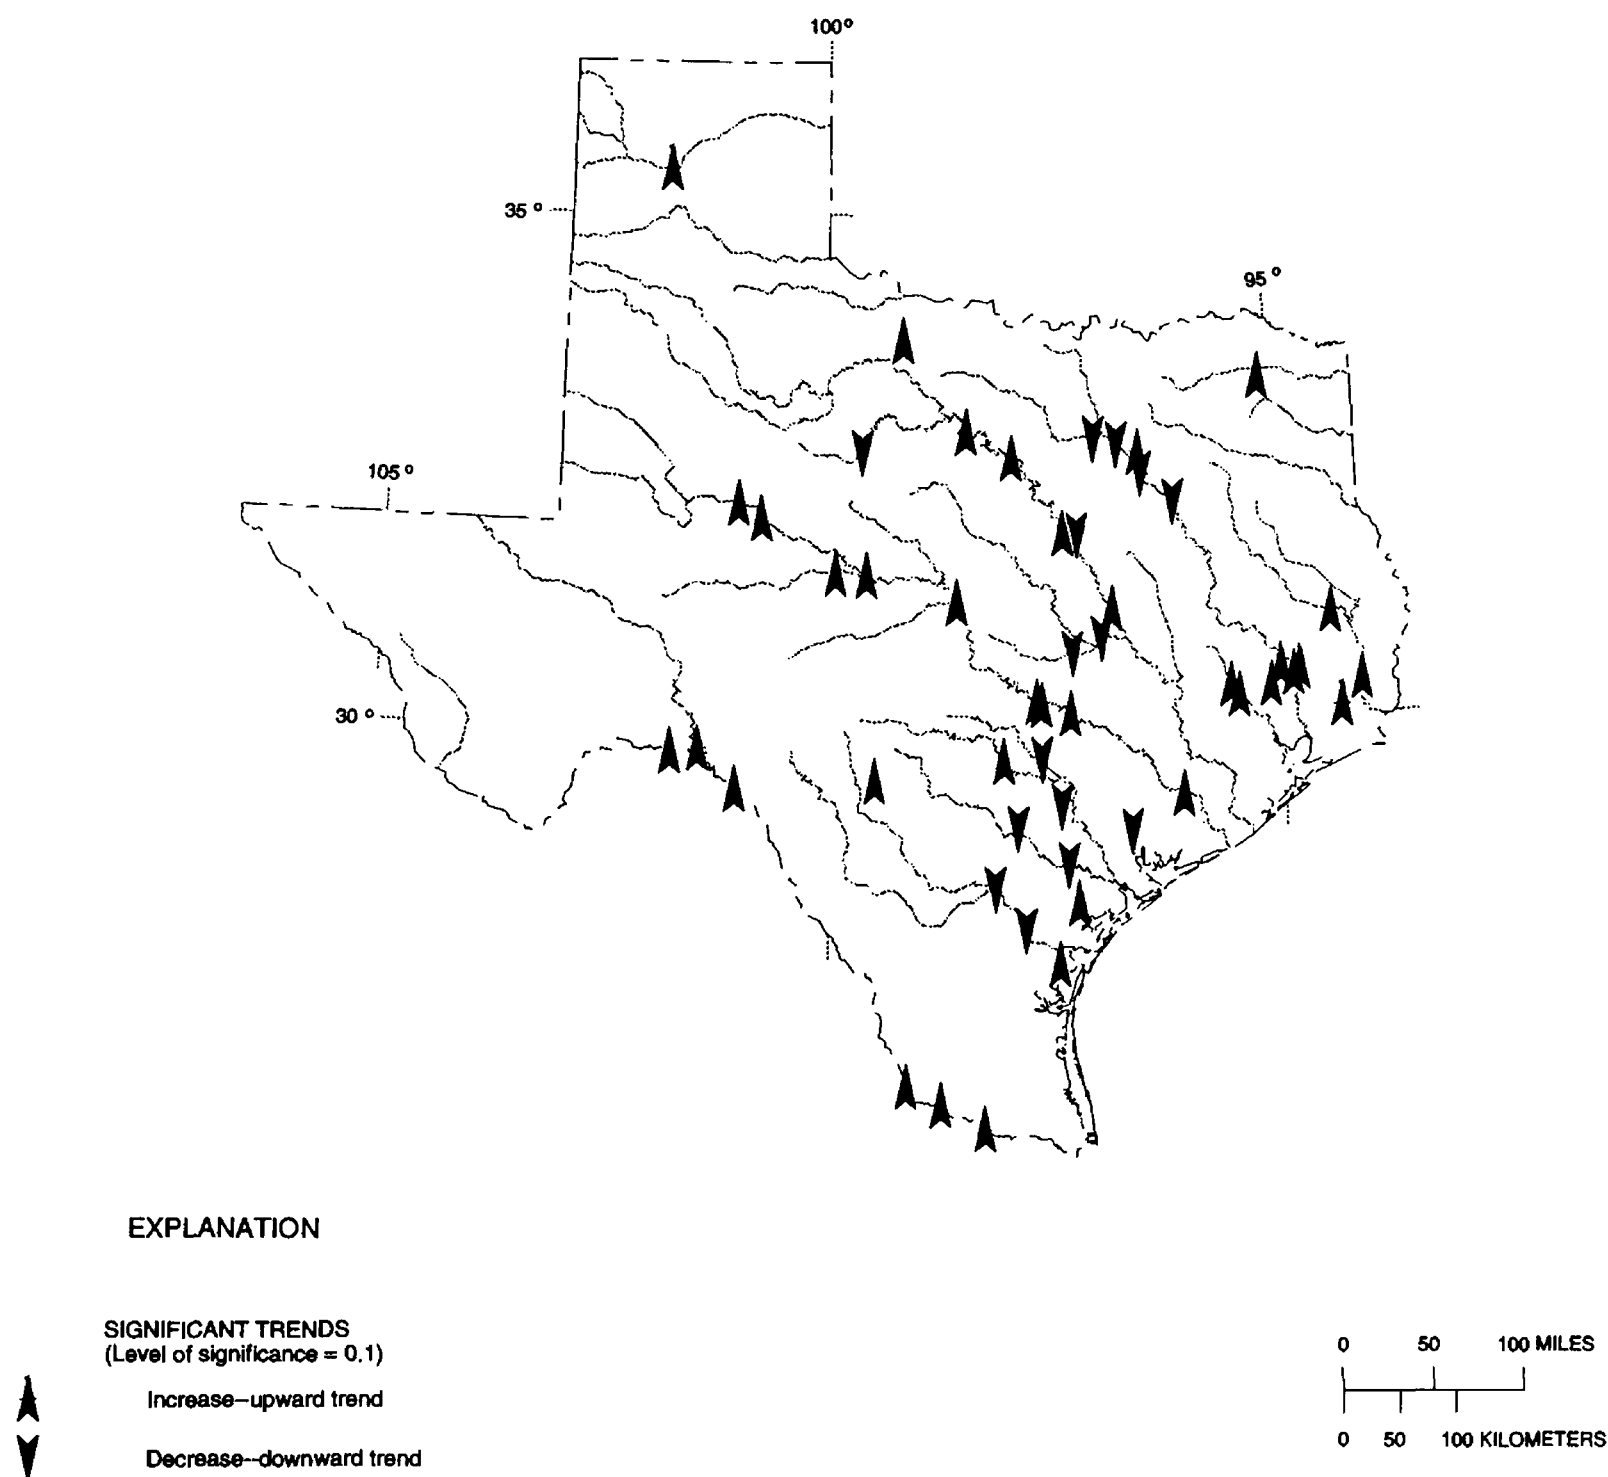 100°
35°
95°
105°
30°
EXPLANATION
SIGNIFICANT TRENDS
(Level of significance = 0.1)
Increase--upward trend
Decrease--downward trend
0 50 100 MILES
0 50 100 KILOMETERS